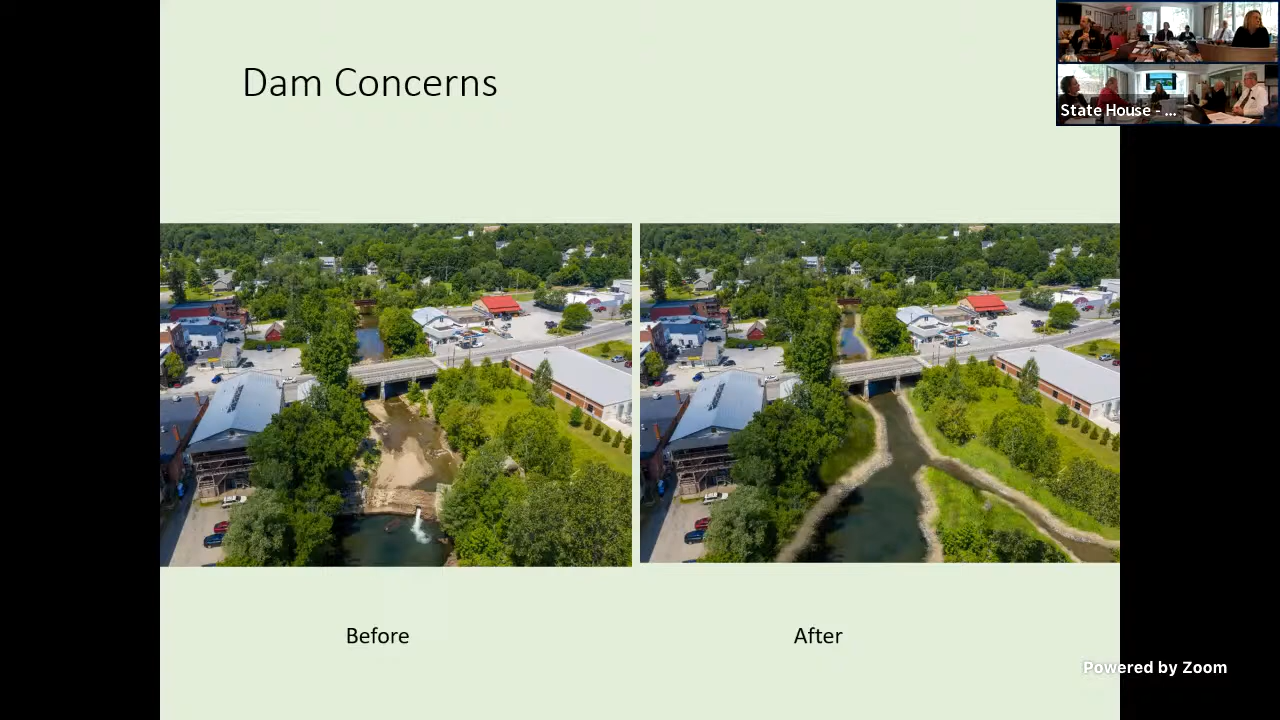 Dam Concerns
State House - ...
Before
After
Powered by Zoom